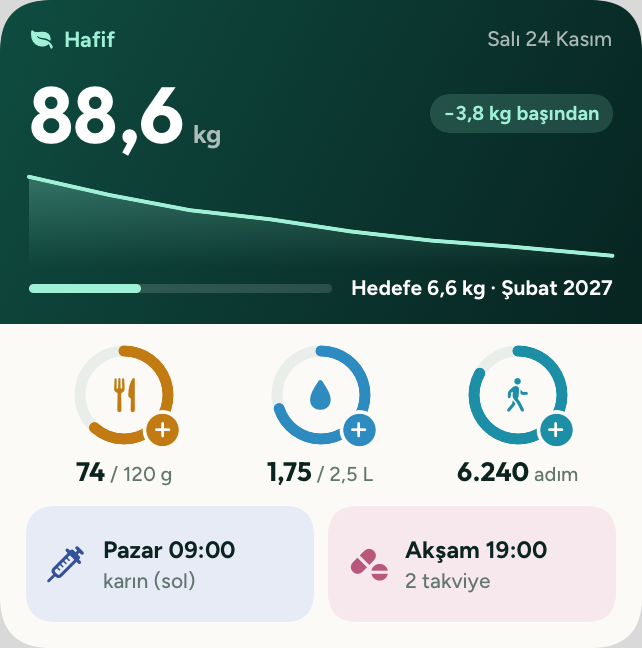 Hafif
Salı 24 Kasım
88,6 kg
−3,8 kg başından
Hedefe 6,6 kg · Şubat 2027
74 / 120 g
1,75 / 2,5 L
6.240 adım
Pazar 09:00
karın (sol)
Akşam 19:00
2 takviye